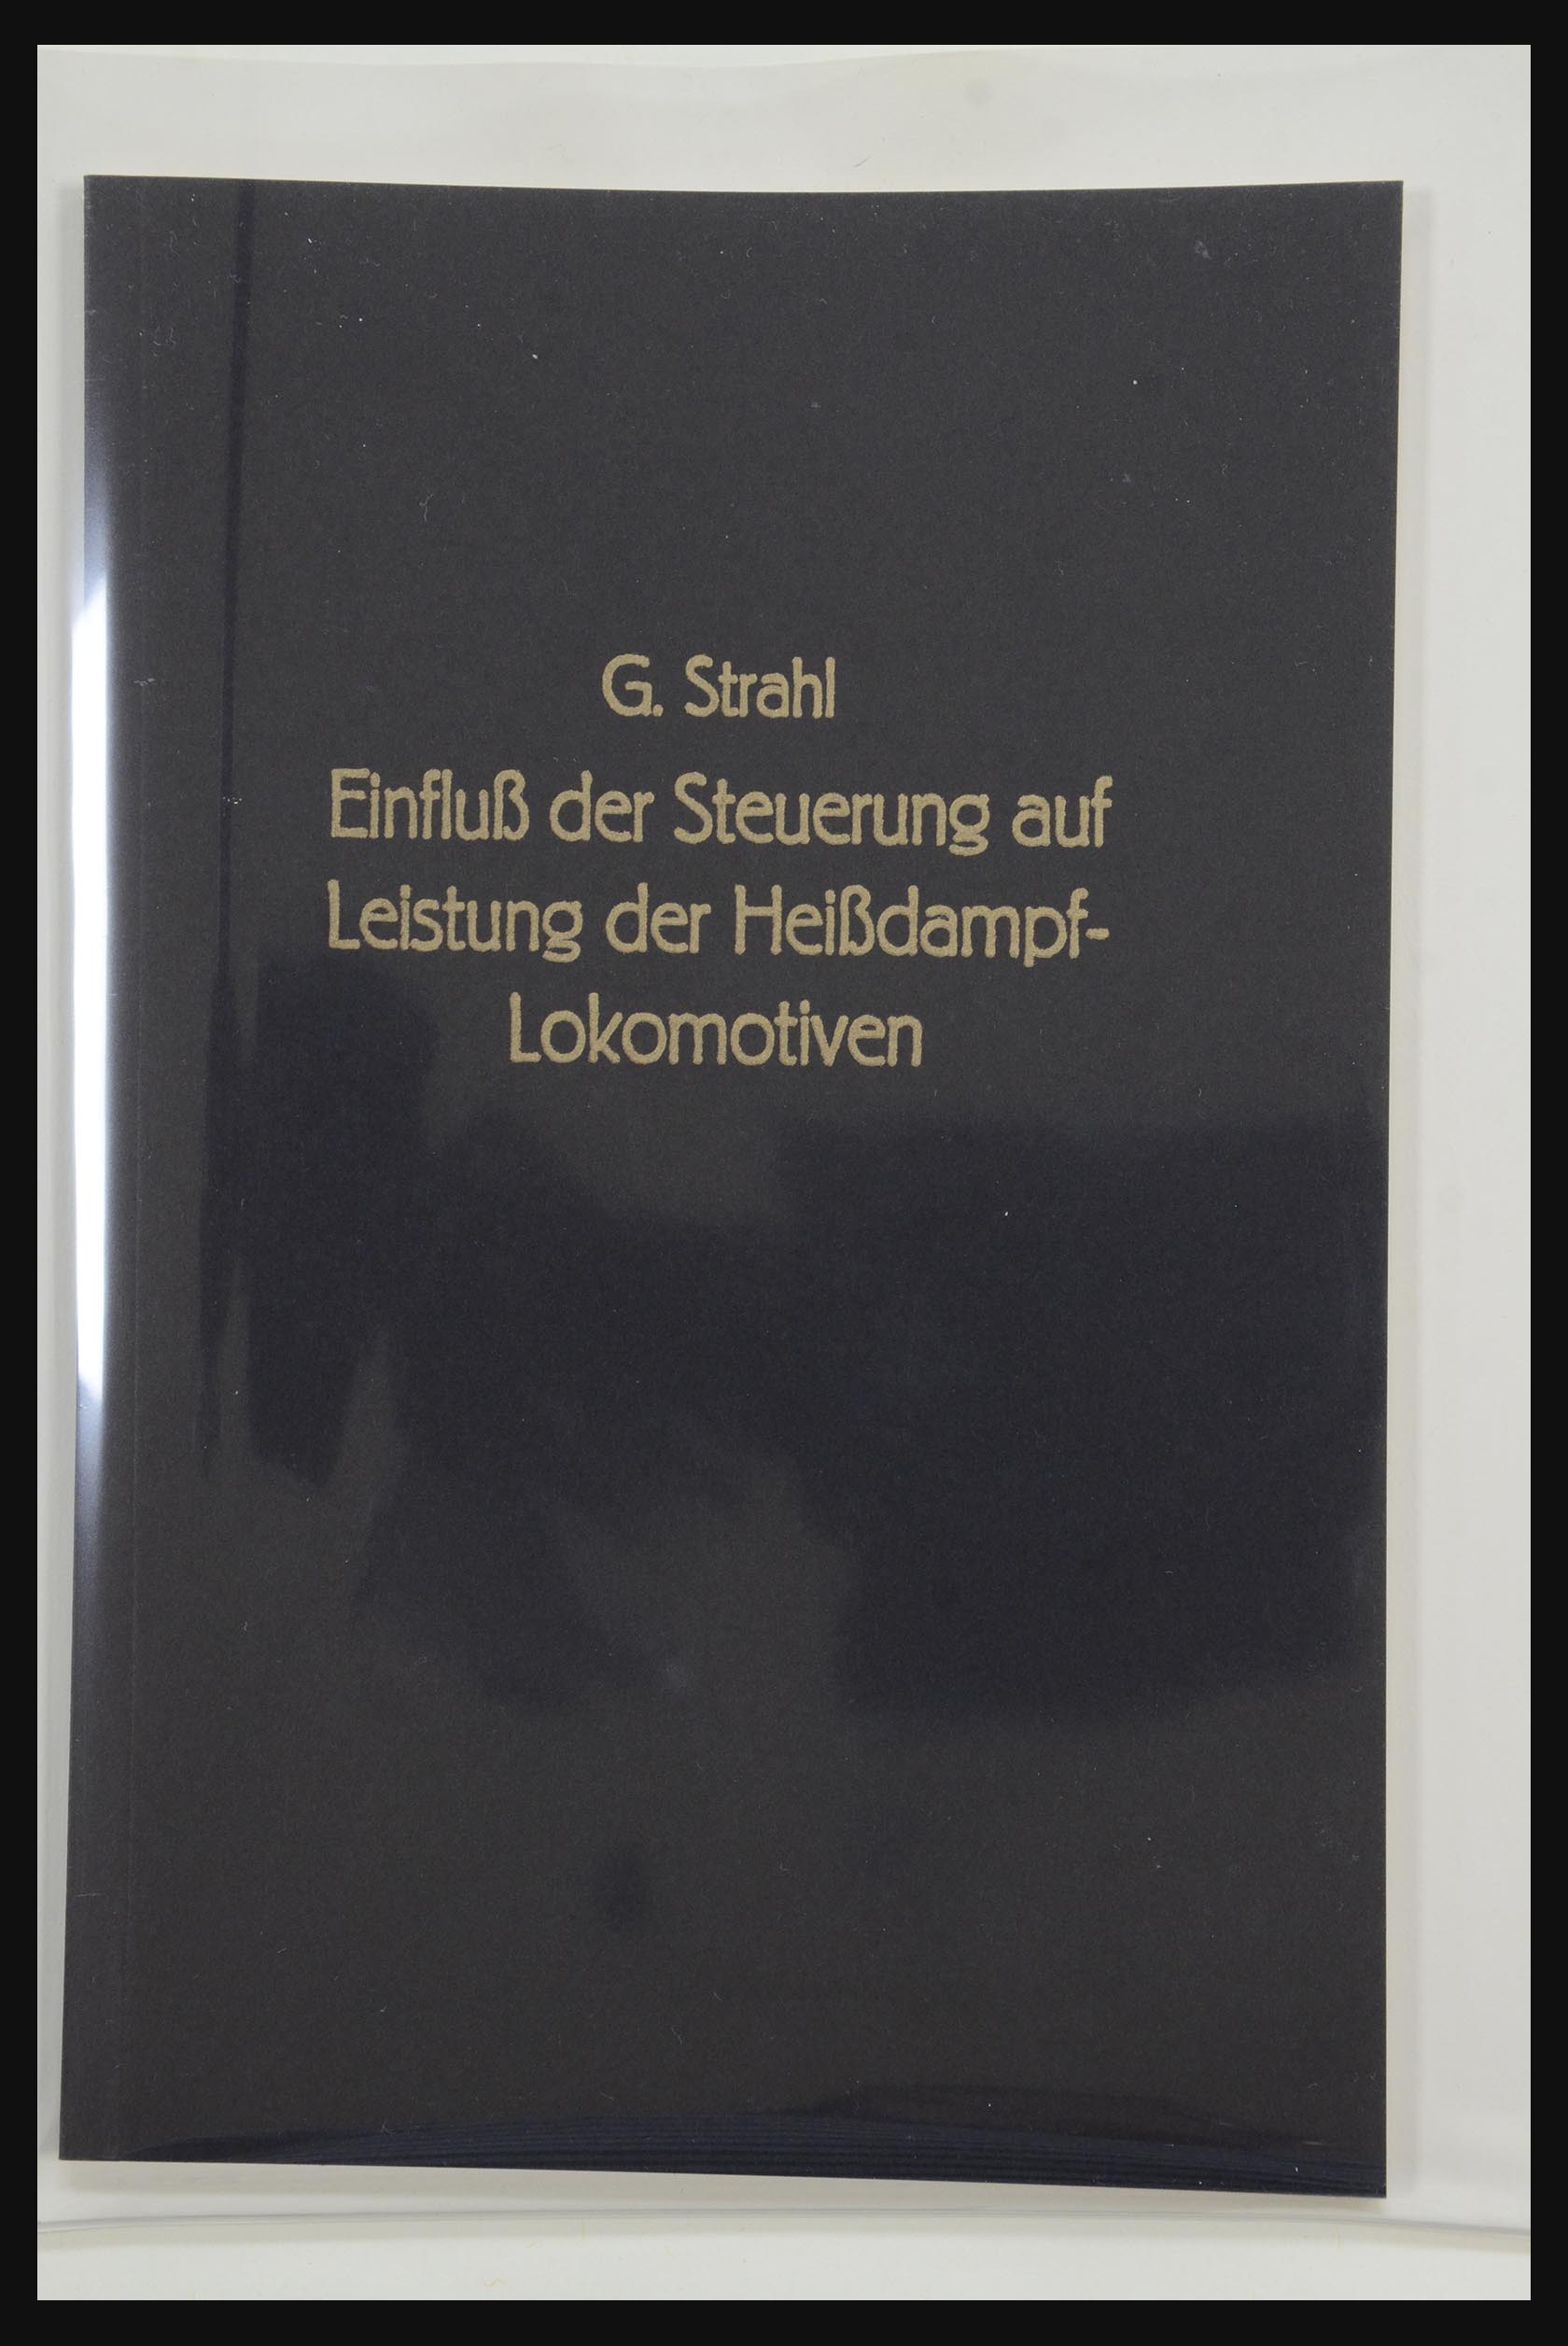 G. Strahl
Einfluß der Steuerung auf
Leistung der Heißdampf-
Lokomotiven